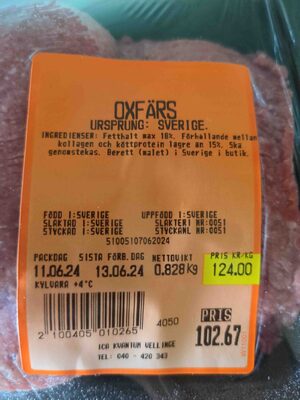 OXFÄRS
URSPRUNG: SVERIGE.
INGREDIENSER: Fetthalt max 18%. Förhållande mellan
kollagen och köttprotein lägre än 15%. Ska
genomstekas. Berett (malet) i Sverige i butik.
FÖDD I:SVERIGE UPPFÖDD I:SVERIGE
SLAKTAD I:SVERIGE SLAKTERI NR:0051
STYCKAD I:SVERIGE STYCKANL NR:0051
51005107062024
PACKDAG SISTA FÖRB.DAG NETTOVIKT PRIS KR/KG
11.06.24 13.06.24 0.828KG 124.00
KYLVARA +4°C
4050 PRIS
2 100405 010265 102.67
ICA KVANTUM VELLINGE
TEL: 040 - 420 343